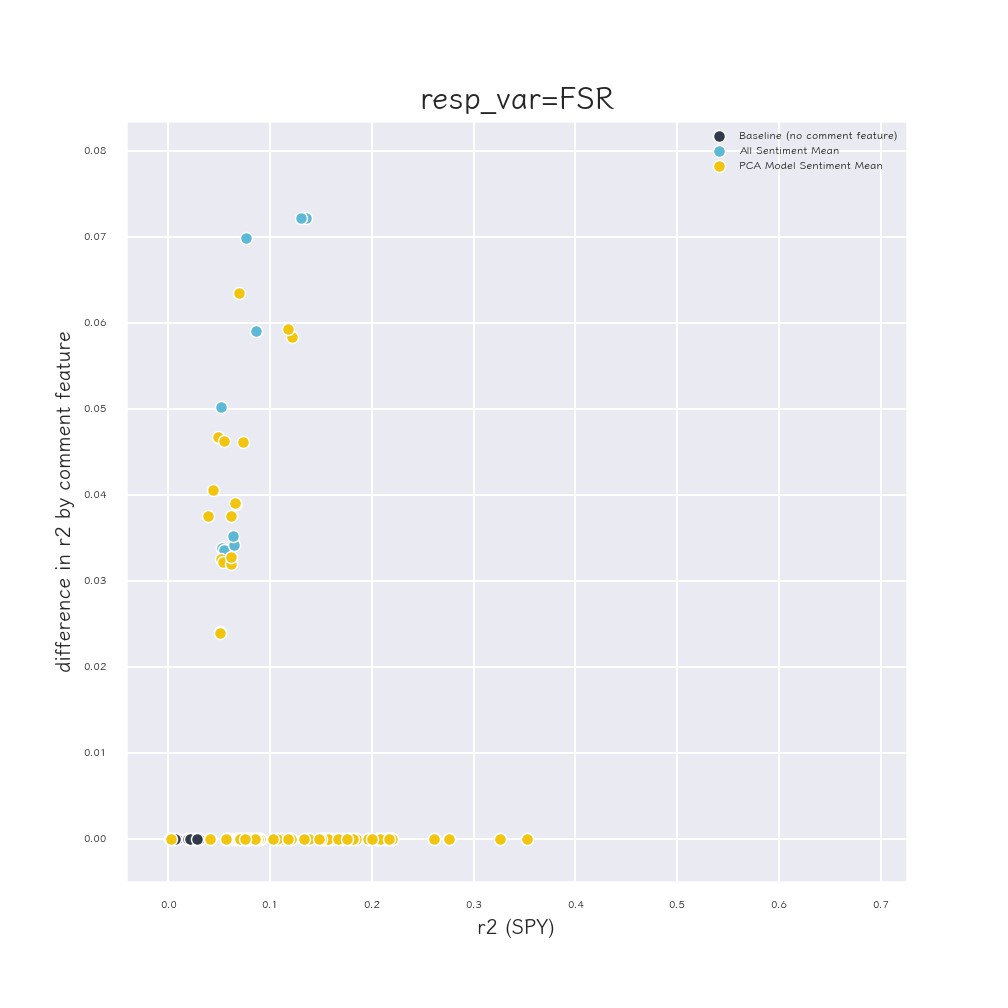 resp_var=FSR
Baseline (no comment feature)
All Sentiment Mean
PCA Model Sentiment Mean
difference in r2 by comment feature
0.08
0.07
0.06
0.05
0.04
0.03
0.02
0.01
0.00
0.0 0.1 0.2 0.3 0.4 0.5 0.6 0.7
r2 (SPY)